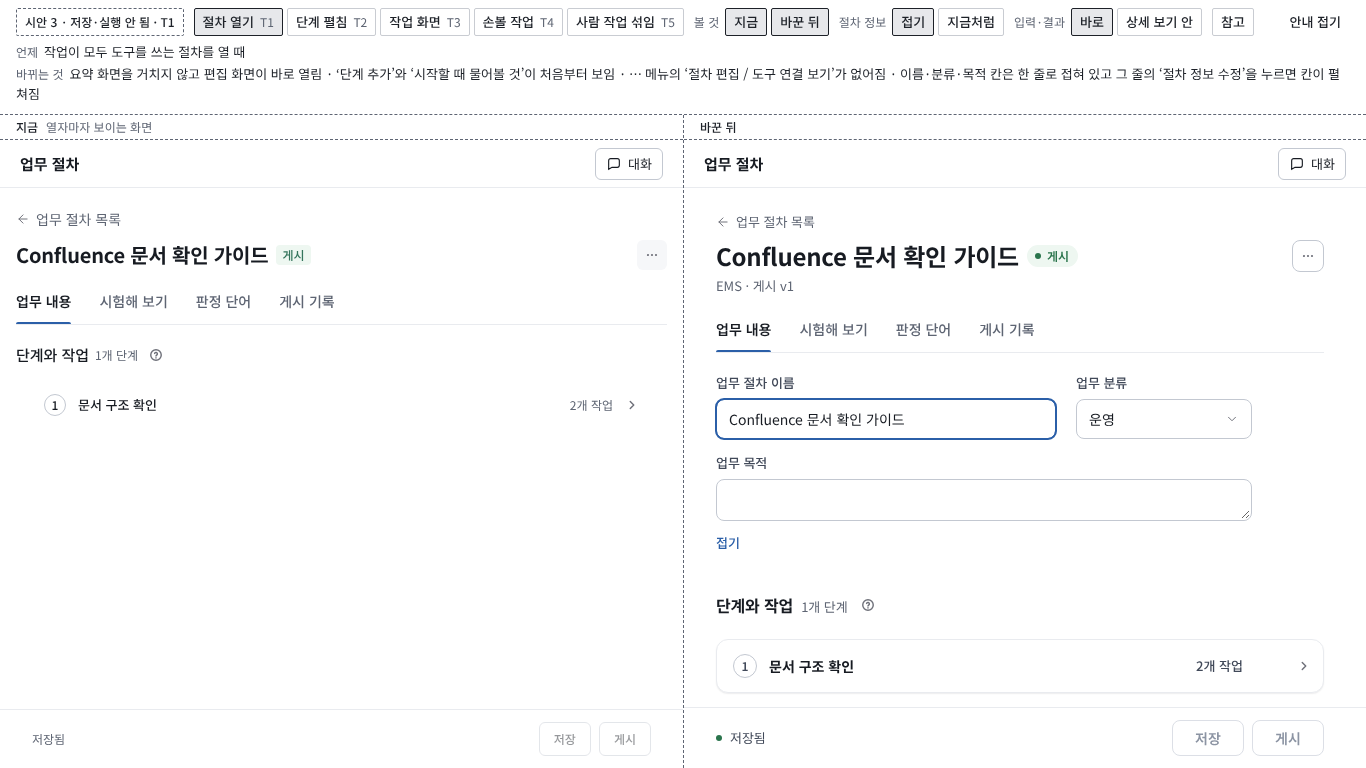 시안 3 · 저장·실행 안 됨 · T1 절차 열기 T1 단계 펼침 T2 작업 화면 T3 손볼 작업 T4 사람 작업 섞임 T5 볼 것 지금 바꾼 뒤 절차 정보 접기 지금처럼 입력·결과 바로 상세 보기 안 참고 안내 접기
언제 작업이 모두 도구를 쓰는 절차를 열 때
바뀌는 것 요약 화면을 거치지 않고 편집 화면이 바로 열림 · ‘단계 추가’와 ‘시작할 때 물어볼 것’이 처음부터 보임 · ⋯ 메뉴의 ‘절차 편집 / 도구 연결 보기’가 없어짐 · 이름·분류·목적 칸은 한 줄로 접혀 있고 그 줄의 ‘절차 정보 수정’을 누르면 칸이 펼
쳐짐
지금 열자마자 보이는 화면
업무 절차
대화
← 업무 절차 목록
Confluence 문서 확인 가이드 게시
⋯
업무 내용 시험해 보기 판정 단어 게시 기록
단계와 작업 1개 단계
1 문서 구조 확인 2개 작업
저장됨 저장 게시
바꾼 뒤
업무 절차
대화
← 업무 절차 목록
Confluence 문서 확인 가이드 게시
⋯
EMS · 게시 v1
업무 내용 시험해 보기 판정 단어 게시 기록
업무 절차 이름 업무 분류
Confluence 문서 확인 가이드 운영
업무 목적
접기
단계와 작업 1개 단계
1 문서 구조 확인 2개 작업
저장됨 저장 게시